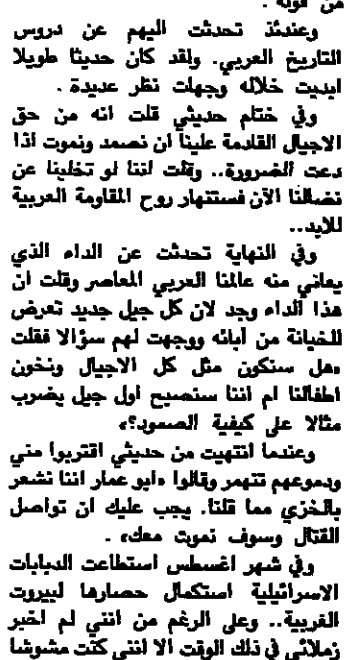 من قوله .
وعندئذ تحدثت اليهم عن دروس
التاريخ العربي. ولقد كان حديثا طويلا
ابديت خلاله وجهات نظر عديدة .
وفي ختام حديثي قلت انه من حق
الاجيال القادمة علينا ان نصمد ونموت اذا
دعت الضرورة.. وقلت اننا لو تخلينا عن
نضالنا الآن فستنهار روح المقاومة العربية
للابد..
وفي النهاية تحدثت عن الداء الذي
يعاني منه عالمنا العربي المعاصر وقلت ان
هذا الداء وجد لان كل جيل جديد تعرض
للخيانة من آبائه ووجهت لهم سؤالا فقلت
«هل سنكون مثل كل الاجيال ونخون
اطفالنا ام اننا سنصبح اول جيل يضرب
مثالا على كيفية الصمود؟»
وعندما انتهيت من حديثي اقتربوا مني
ودموعهم تنهمر وقالوا «ابو عمار اننا نشعر
بالخزي مما قلنا. يجب عليك ان تواصل
القتال وسوف نموت معك» .
وفي شهر اغسطس استطاعت الدبابات
الاسرائيلية استكمال حصارها لبيروت
الغربية.. وعلى الرغم من انني لم اخبر
زملائي في ذلك الوقت الا انني كنت مشوشا